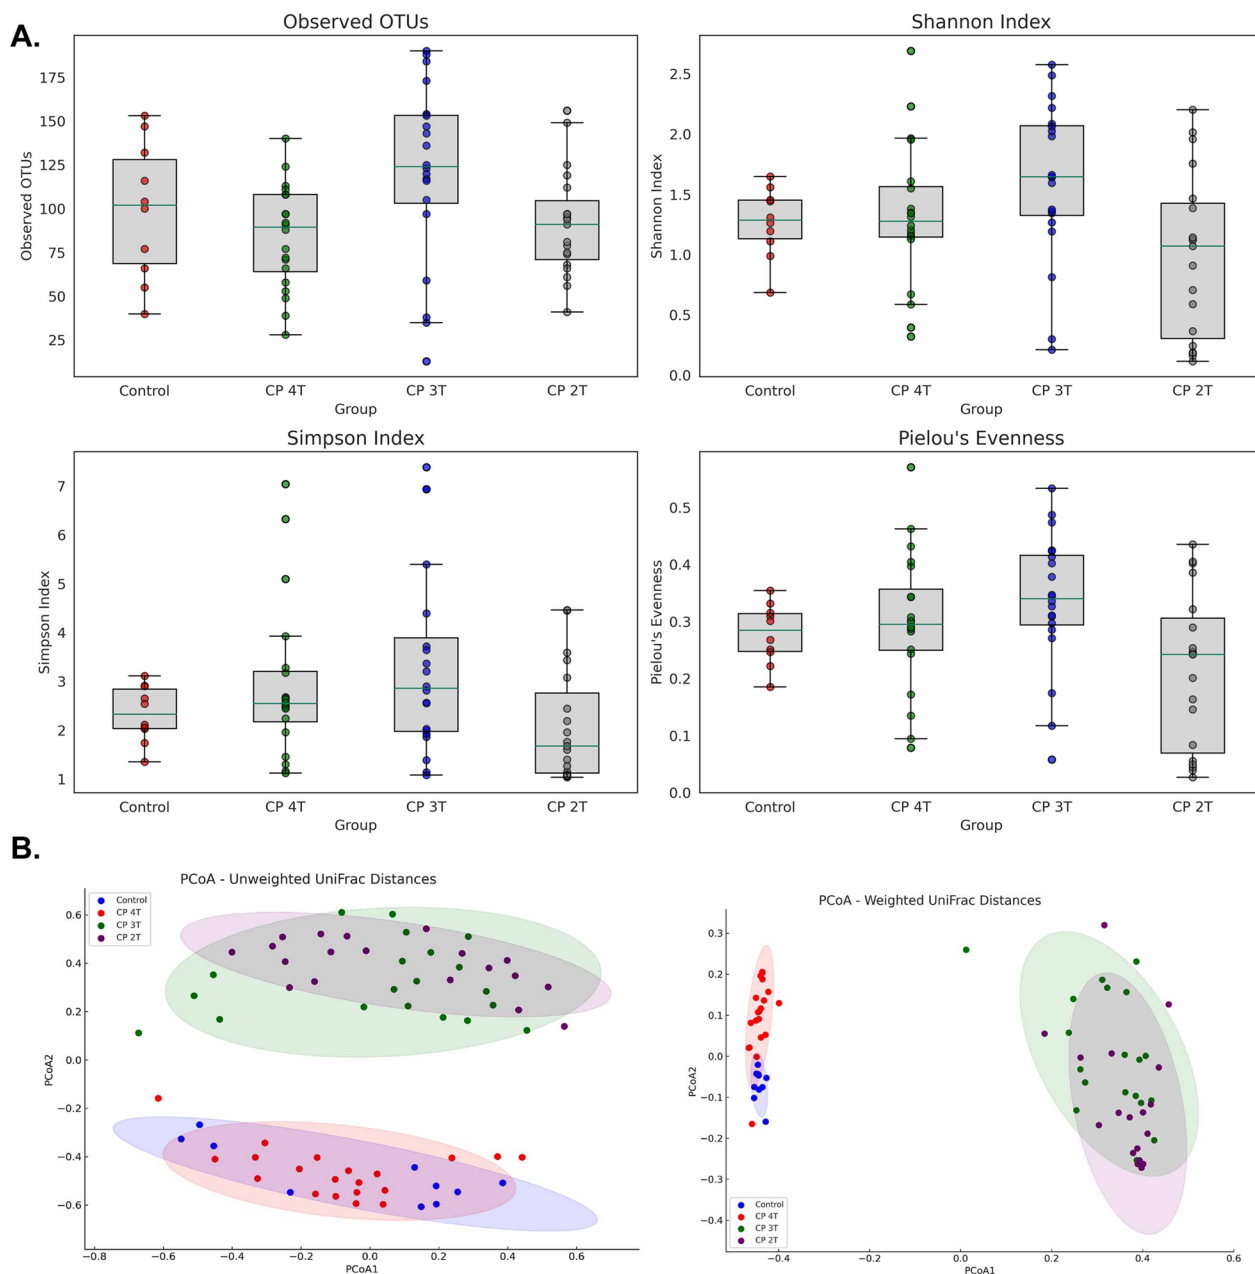 A.
Observed OTUs
Observed OTUs
175
150
125
100
75
50
25
Control
CP 4T
CP 3T
CP 2T
Group
Shannon Index
Shannon Index
2.5
2.0
1.5
1.0
0.5
0.0
Control
CP 4T
CP 3T
CP 2T
Group
Simpson Index
Simpson Index
7
6
5
4
3
2
1
Control
CP 4T
CP 3T
CP 2T
Group
Pielou's Evenness
Pielou's Evenness
0.5
0.4
0.3
0.2
0.1
0.0
Control
CP 4T
CP 3T
CP 2T
Group
B.
PCoA - Unweighted UniFrac Distances
Control
CP 4T
CP 3T
CP 2T
PCoA2
0.6
0.4
0.2
0.0
−0.2
−0.4
−0.6
−0.8
−0.6
−0.4
−0.2
0.0
0.2
0.4
0.6
PCoA1
PCoA - Weighted UniFrac Distances
PCoA2
0.3
0.2
0.1
0.0
−0.1
−0.2
−0.3
−0.4
Control
CP 4T
CP 3T
CP 2T
−0.4
−0.2
0.0
0.2
0.4
0.6
PCoA1